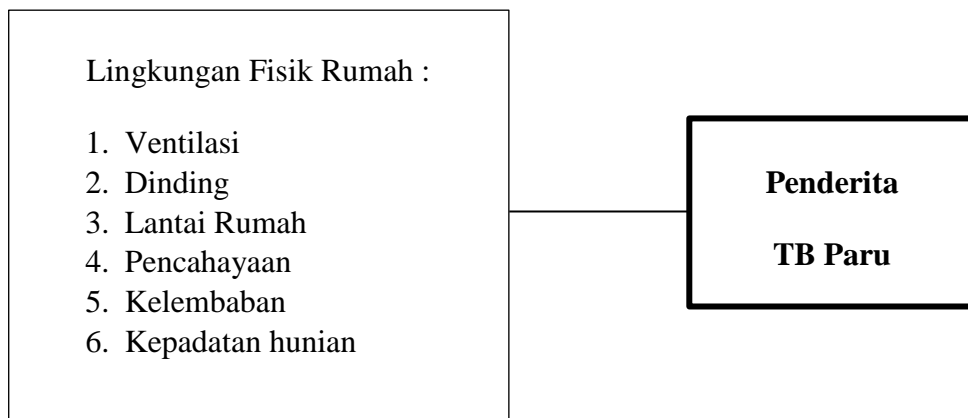 Lingkungan Fisik Rumah :
1. Ventilasi
2. Dinding
3. Lantai Rumah
4. Pencahayaan
5. Kelembaban
6. Kepadatan hunian
Penderita
TB Paru